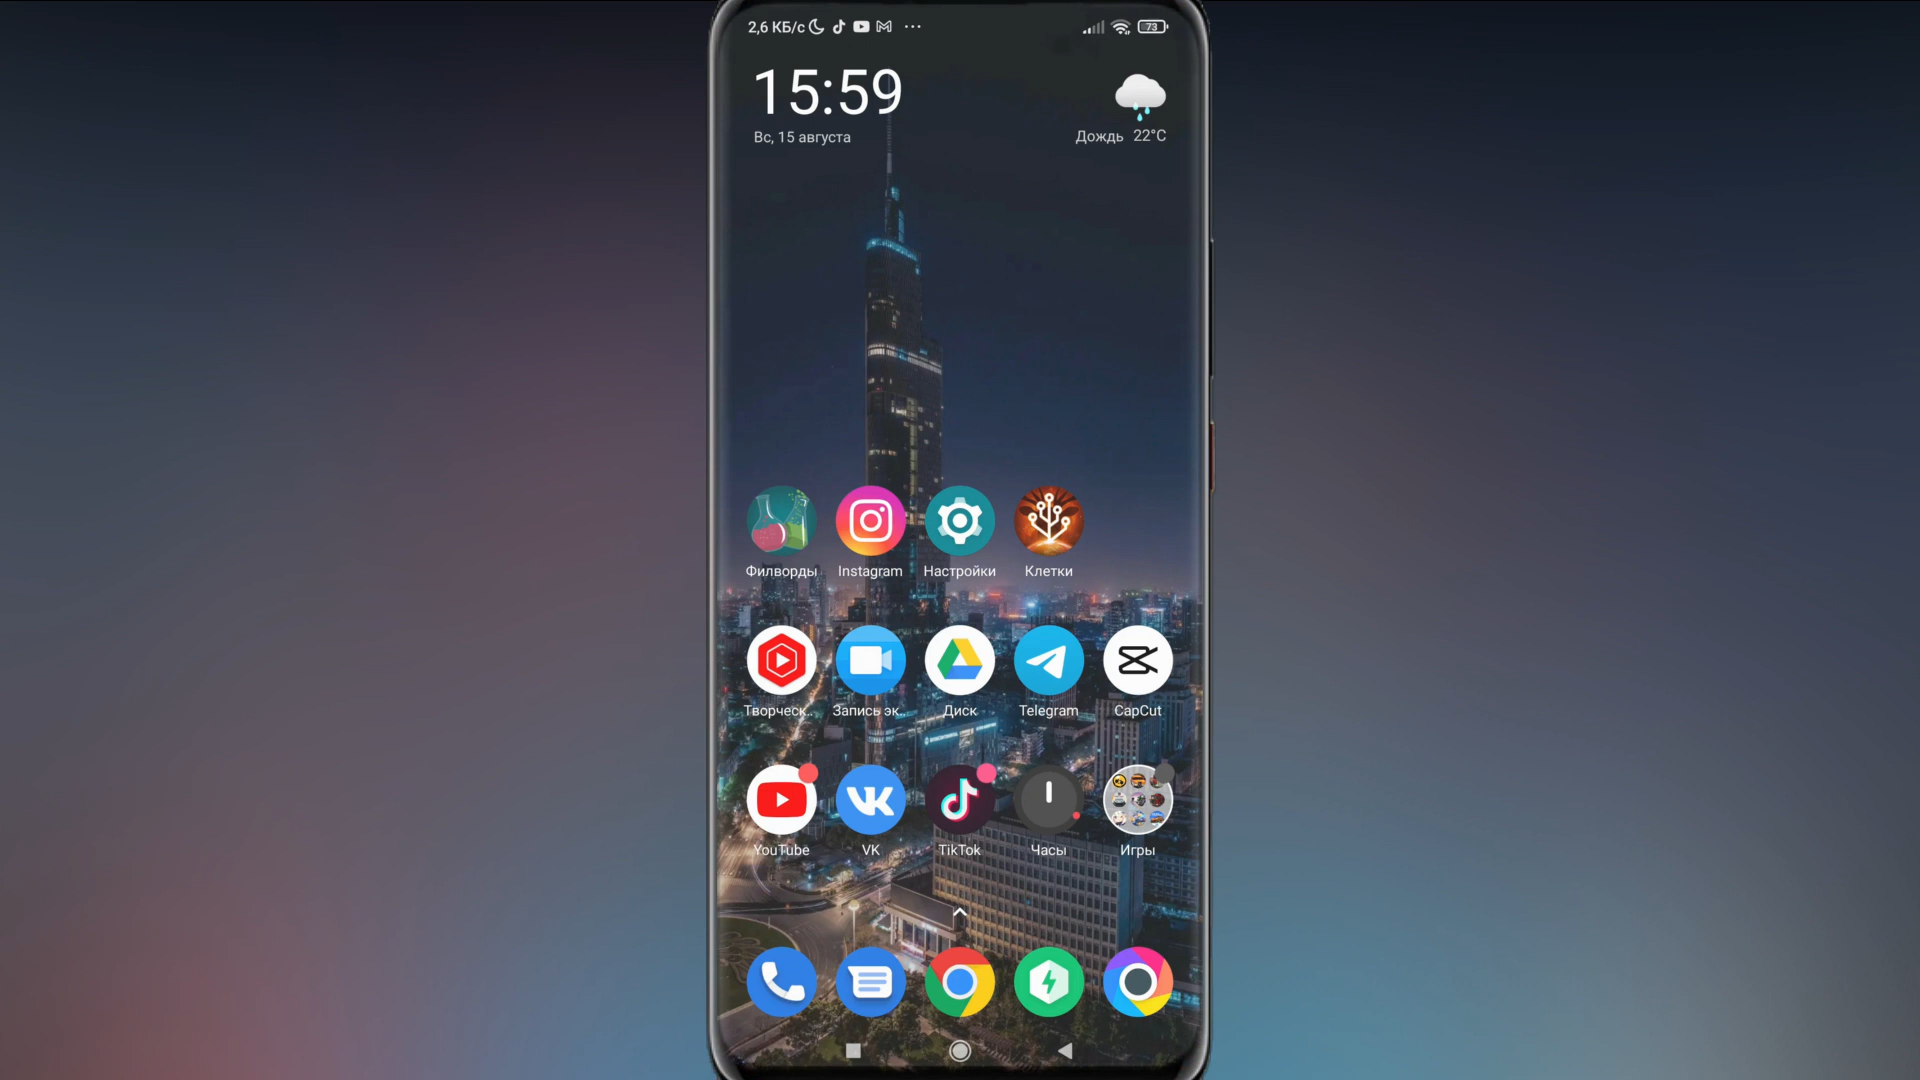 2,6 КБ/с
73
15:59
Вс, 15 августа
Дождь 22°C
Филворды Instagram Настройки Клетки
Творческ.. Запись эк.. Диск Telegram CapCut
YouTube VK TikTok Часы Игры